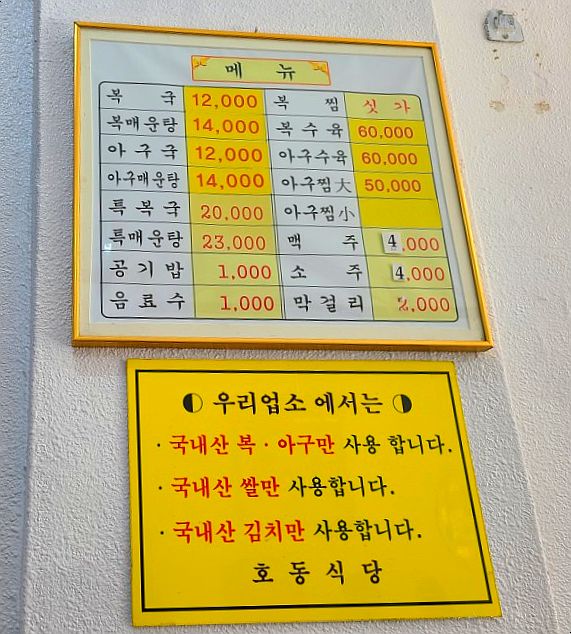 메 뉴
복 국 12,000 복 찜 싯 가
복매운탕 14,000 복 수 육 60,000
아 구 국 12,000 아구수육 60,000
아구매운탕 14,000 아구찜大 50,000
특 복 국 20,000 아구찜小
특매운탕 23,000 맥 주 4,000
공 기 밥 1,000 소 주 4,000
음 료 수 1,000 막 걸 리 2,000
우리업소 에서는
· 국내산 복 · 아구만 사용 합니다.
· 국내산 쌀만 사용합니다.
· 국내산 김치만 사용합니다.
호 동 식 당